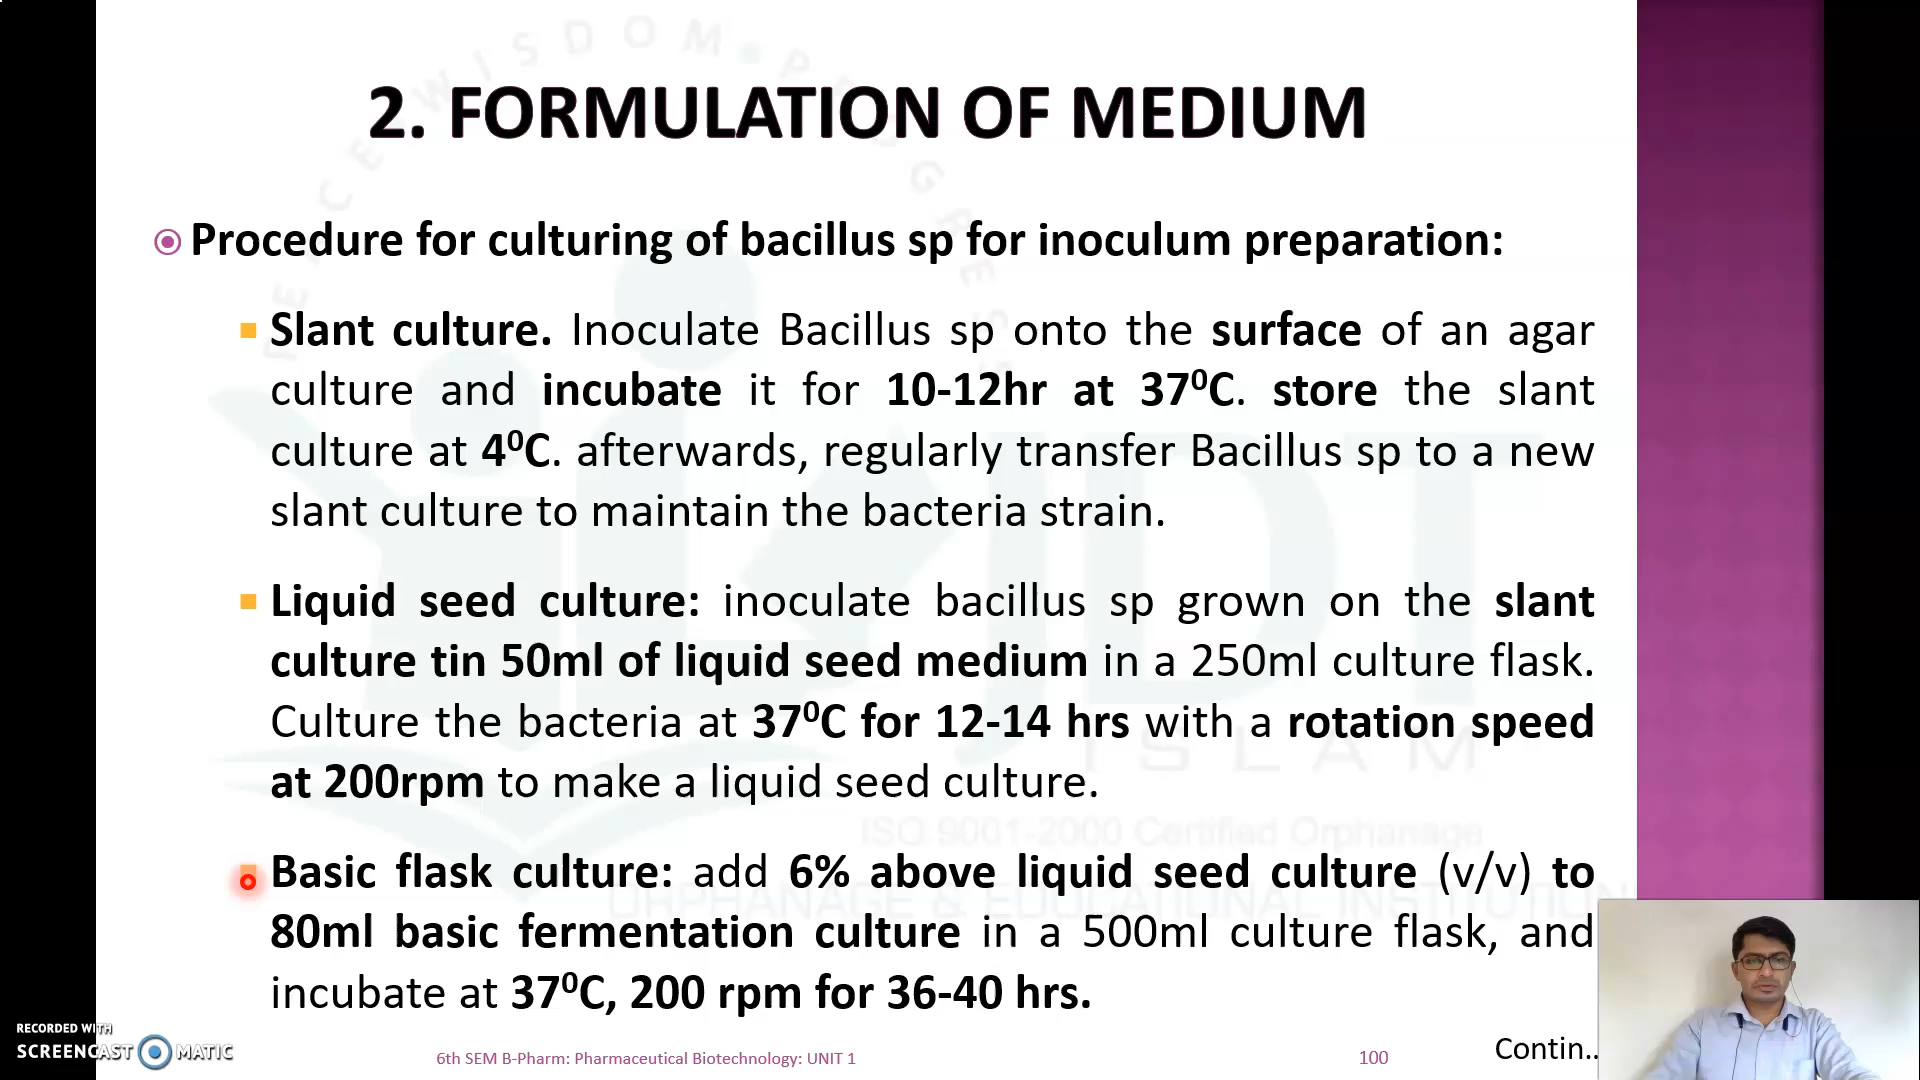 2. FORMULATION OF MEDIUM
Procedure for culturing of bacillus sp for inoculum preparation:
Slant culture. Inoculate Bacillus sp onto the surface of an agar
culture and incubate it for 10-12hr at 37⁰C. store the slant
culture at 4⁰C. afterwards, regularly transfer Bacillus sp to a new
slant culture to maintain the bacteria strain.
Liquid seed culture: inoculate bacillus sp grown on the slant
culture tin 50ml of liquid seed medium in a 250ml culture flask.
Culture the bacteria at 37⁰C for 12-14 hrs with a rotation speed
at 200rpm to make a liquid seed culture.
Basic flask culture: add 6% above liquid seed culture (v/v) to
80ml basic fermentation culture in a 500ml culture flask, and
incubate at 37⁰C, 200 rpm for 36-40 hrs.
Contin..
6th SEM B-Pharm: Pharmaceutical Biotechnology: UNIT 1
100
RECORDED WITH
SCREENCAST MATIC
WISDOM
JDT
ISLAM
ISO 9001-2000 Certified Orphanage
ORPHANAGE & EDUCATIONAL INSTITUTION